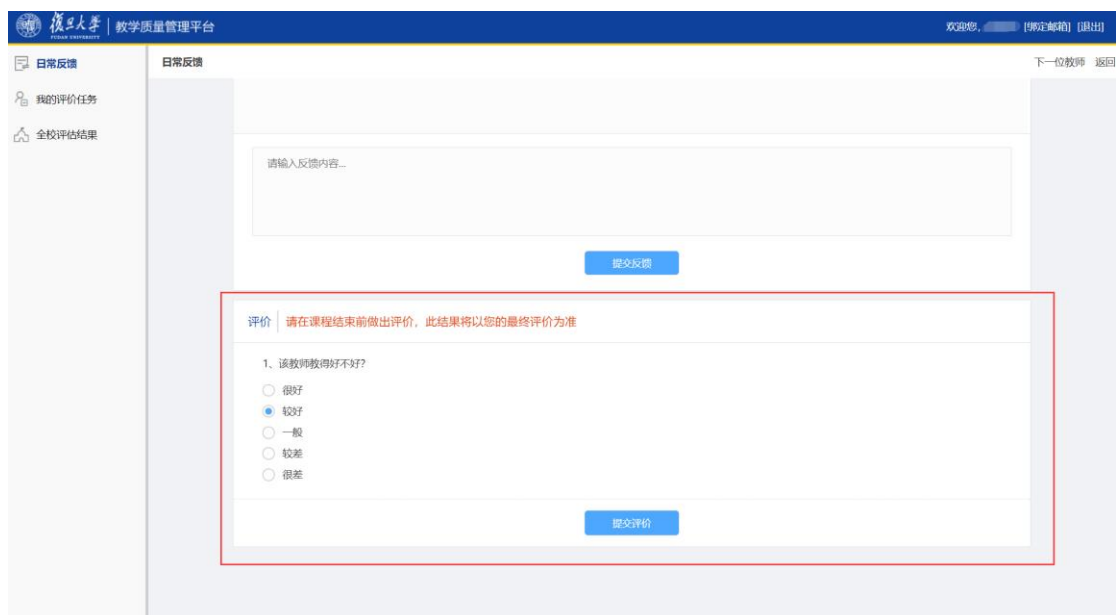 復旦大學 教学质量管理平台 欢迎您, [绑定邮箱] [退出]
FUDAN UNIVERSITY
日常反馈
我的评价任务
全校评估结果
日常反馈 下一位教师 返回
请输入反馈内容...
提交反馈
评价 请在课程结束前做出评价，此结果将以您的最终评价为准
1、该教师教得好不好?
很好
较好
一般
较差
很差
提交评价